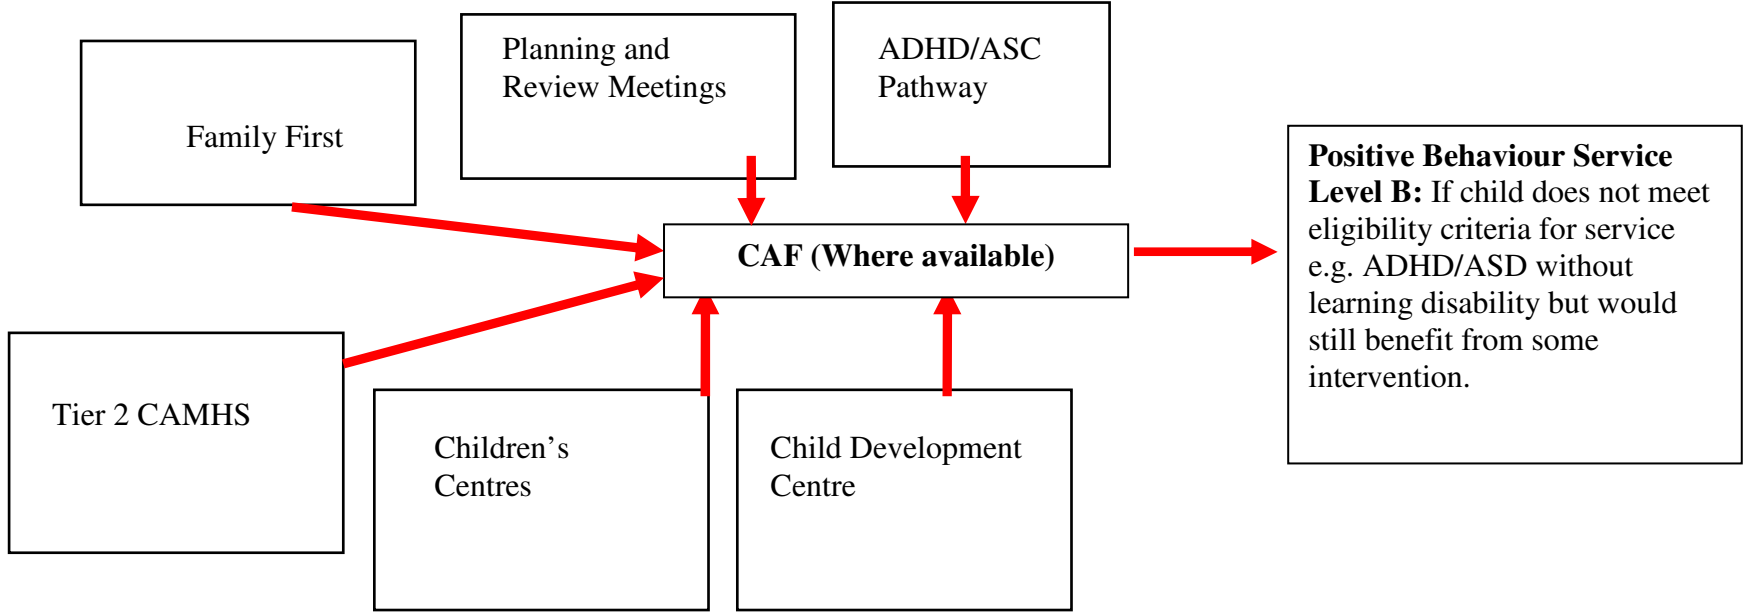 Family First
Planning and
Review Meetings
ADHD/ASC
Pathway
CAF (Where available)
Positive Behaviour Service
Level B: If child does not meet
eligibility criteria for service
e.g. ADHD/ASD without
learning disability but would
still benefit from some
intervention.
Tier 2 CAMHS
Children’s
Centres
Child Development
Centre